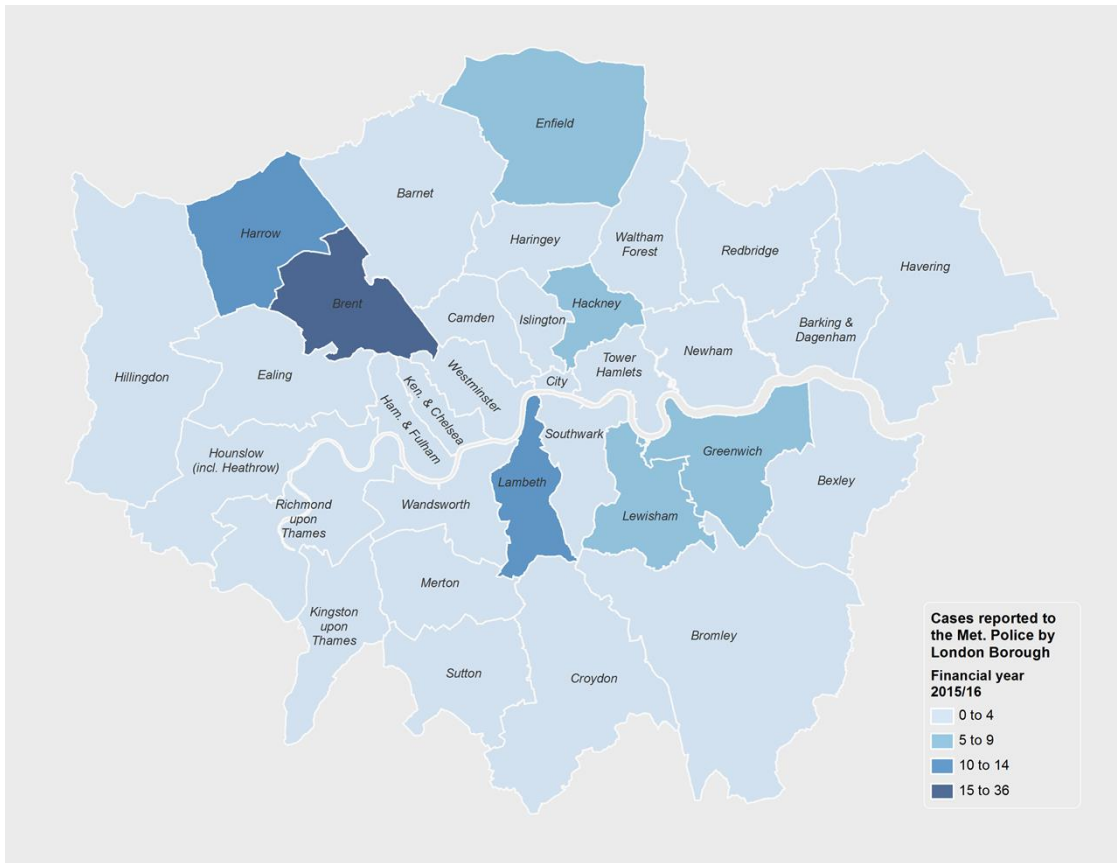 Enfield
Barnet
Harrow
Haringey
Waltham
Forest
Redbridge
Havering
Brent
Hackney
Camden
Islington
Barking &
Dagenham
Newham
Tower
Hamlets
Hillingdon
Ealing
Westminster
City
Ken. & Chelsea
Ham. & Fulham
Southwark
Hounslow
(incl. Heathrow)
Greenwich
Bexley
Lambeth
Richmond
upon
Thames
Wandsworth
Lewisham
Merton
Kingston
upon
Thames
Bromley
Sutton
Croydon
Cases reported to
the Met. Police by
London Borough
Financial year
2015/16
0 to 4
5 to 9
10 to 14
15 to 36